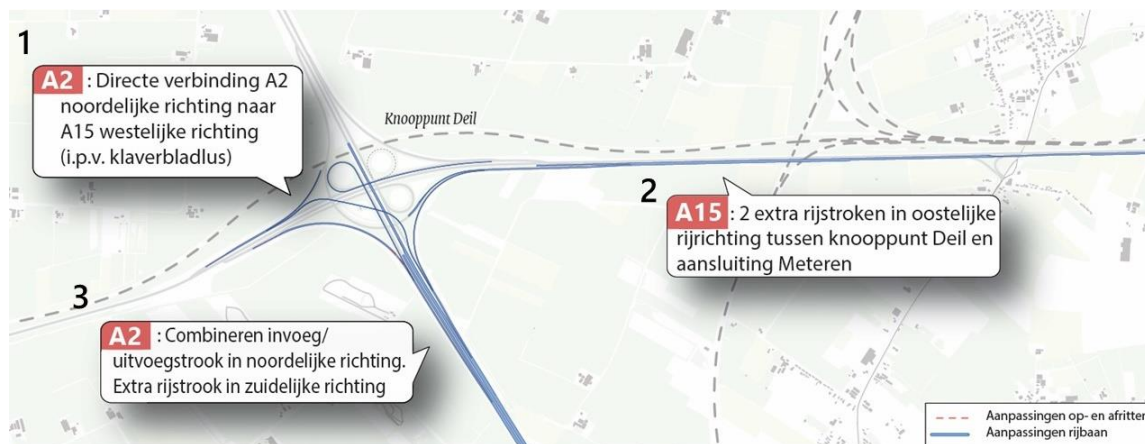 1
A2 : Directe verbinding A2
noordelijke richting naar
A15 westelijke richting
(i.p.v. klaverbladlus)
Knooppunt Deil
2
A15 : 2 extra rijstroken in oostelijke
rijrichting tussen knooppunt Deil en
aansluiting Meteren
3
A2 : Combineren invoeg/
uitvoegstrook in noordelijke richting.
Extra rijstrook in zuidelijke richting
Aanpassingen op- en afritten
Aanpassingen rijbaan